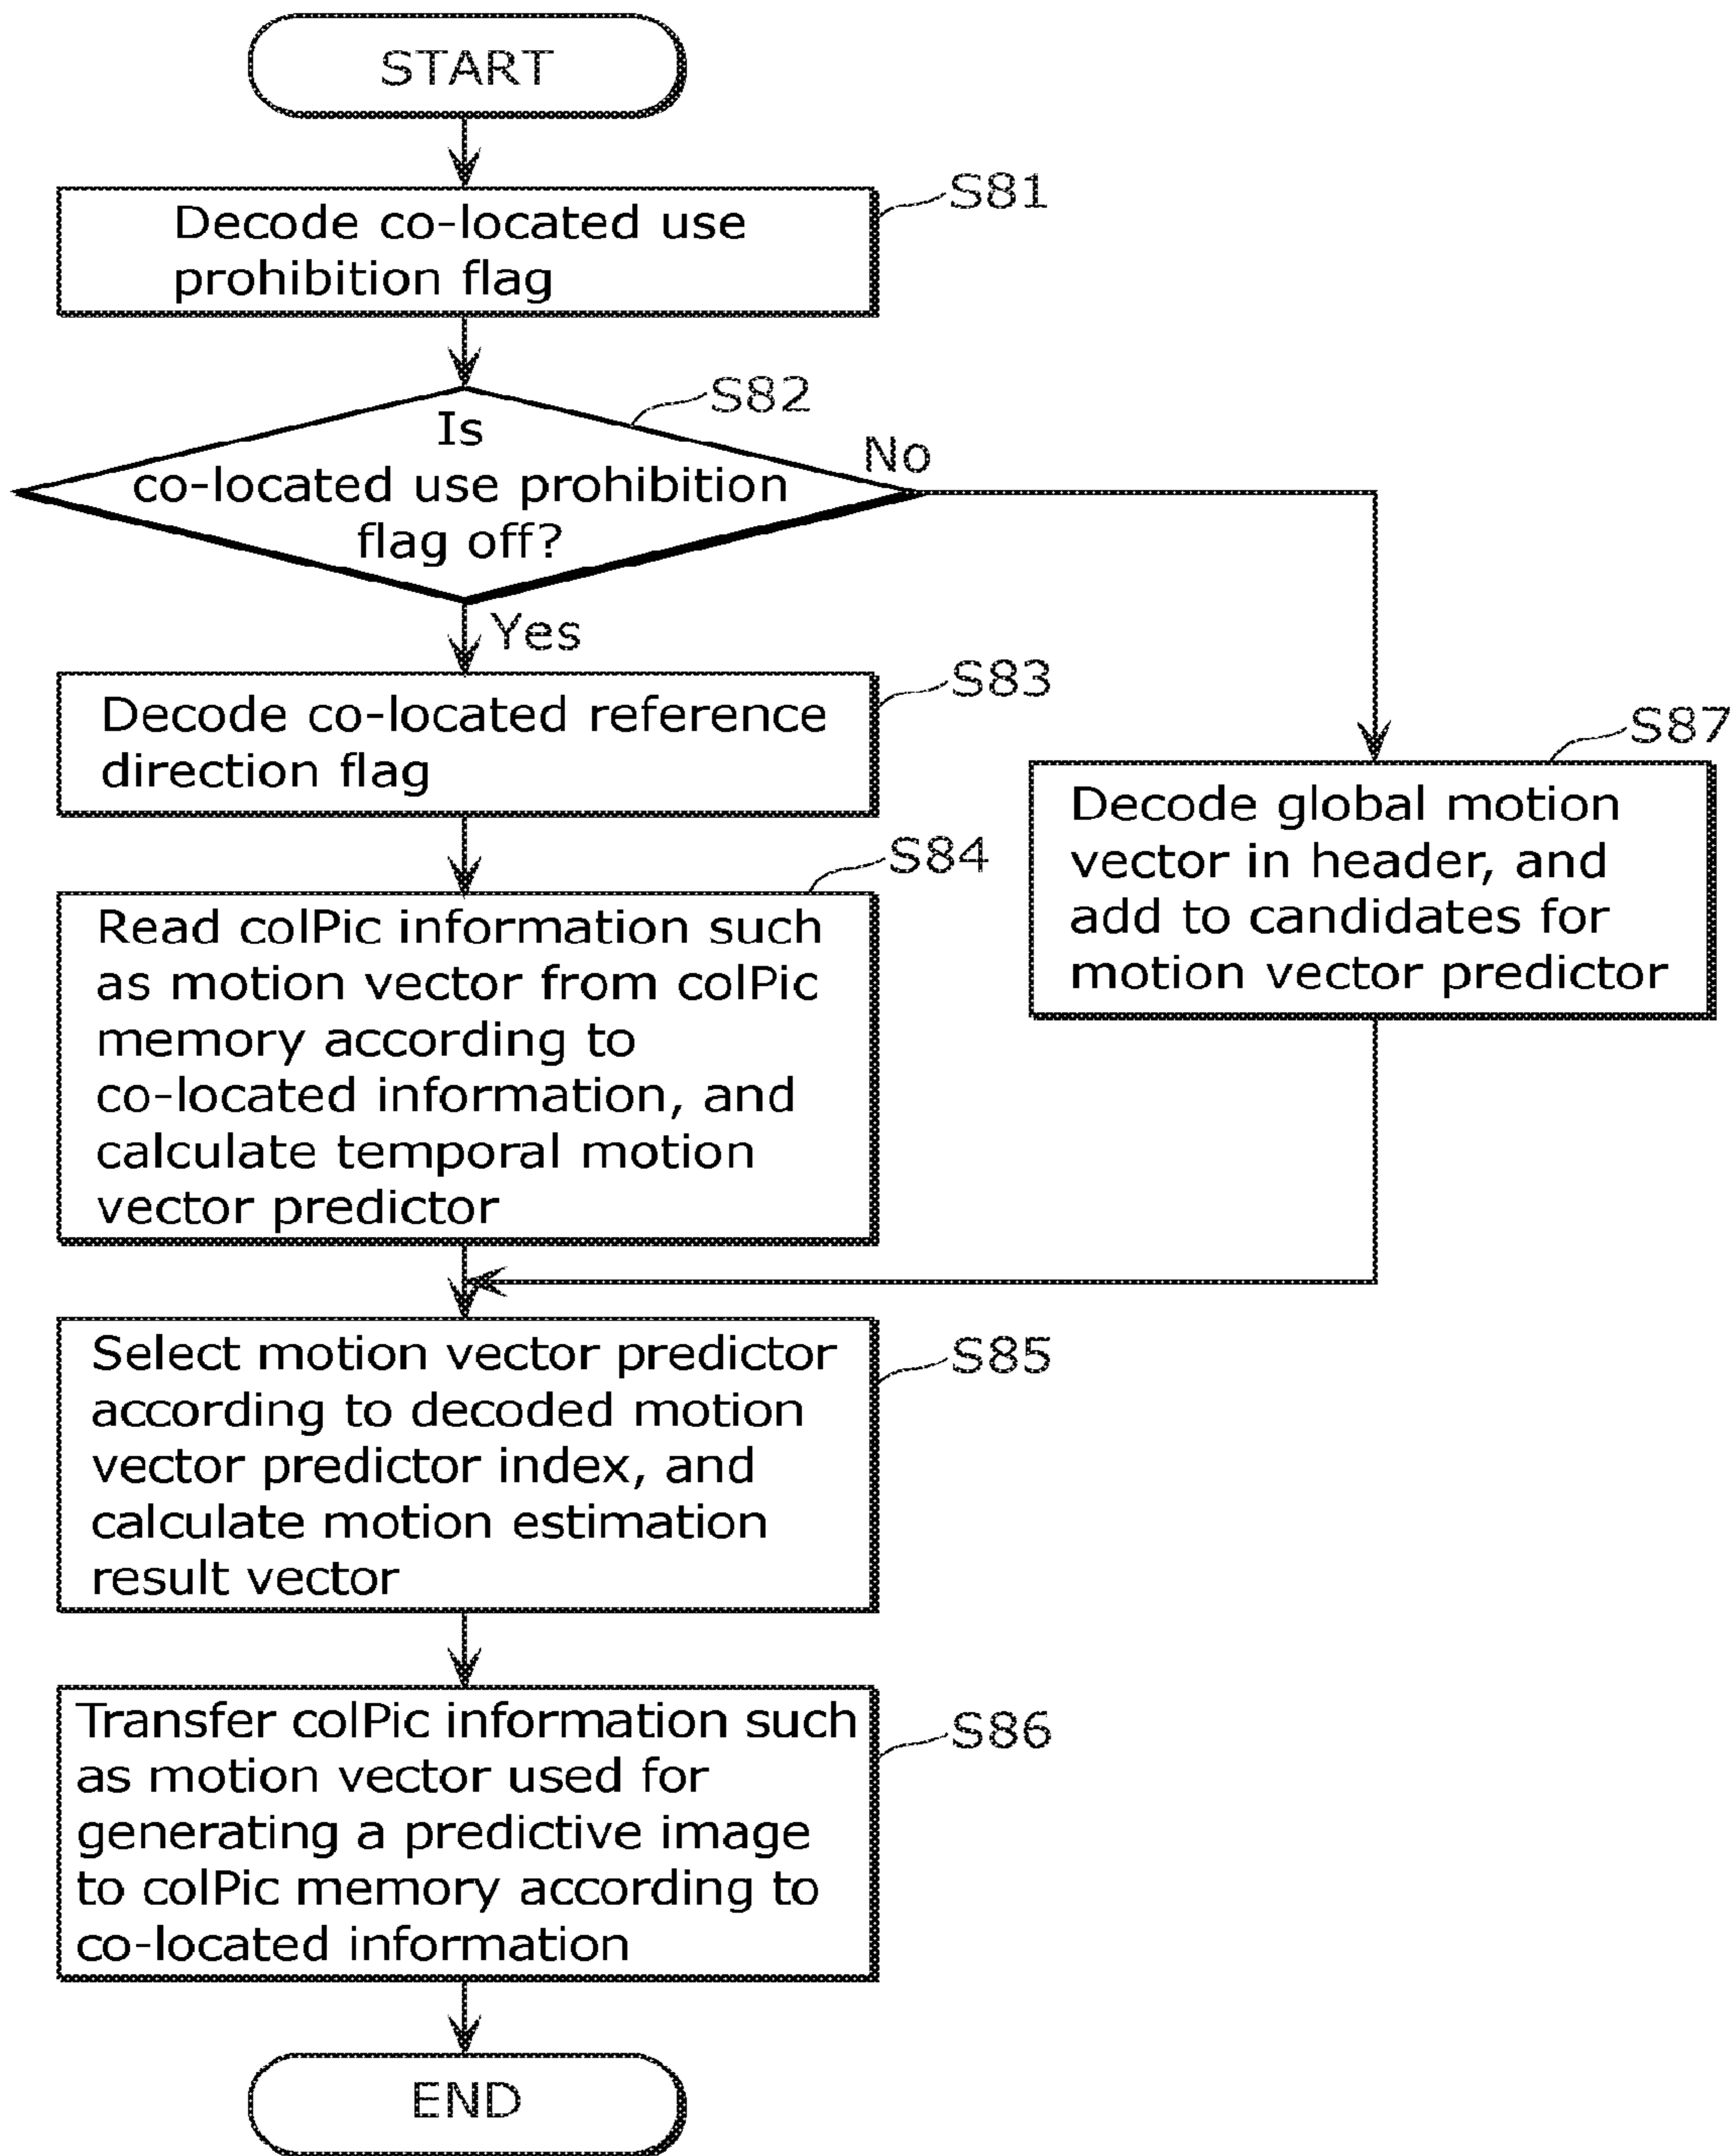 START
S81
Decode co-located use
prohibition flag
S82
Is
co-located use prohibition
flag off?
No
Yes
S83
Decode co-located reference
direction flag
S87
Decode global motion
vector in header, and
add to candidates for
motion vector predictor
S84
Read colPic information such
as motion vector from colPic
memory according to
co-located information, and
calculate temporal motion
vector predictor
S85
Select motion vector predictor
according to decoded motion
vector predictor index, and
calculate motion estimation
result vector
S86
Transfer colPic information such
as motion vector used for
generating a predictive image
to colPic memory according to
co-located information
END